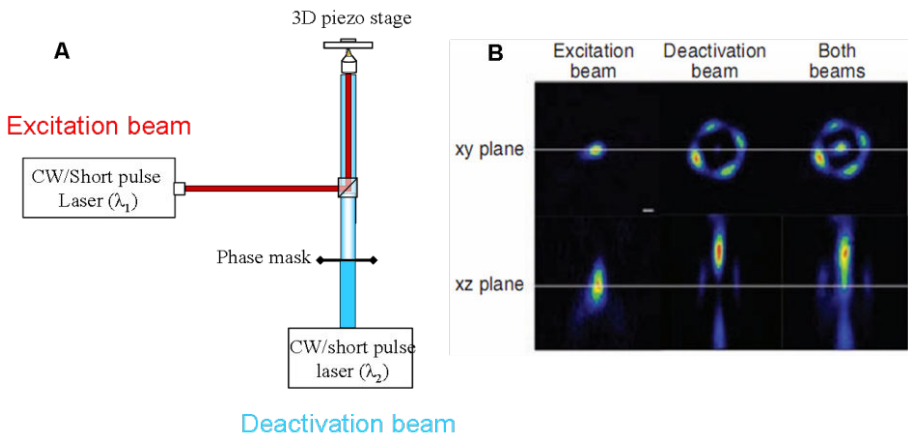 3D piezo stage
A
Excitation beam
CW/Short pulse
Laser (λ1)
Phase mask
CW/short pulse
laser (λ2)
Deactivation beam
B
Excitation
beam
Deactivation
beam
Both
beams
xy plane
xz plane